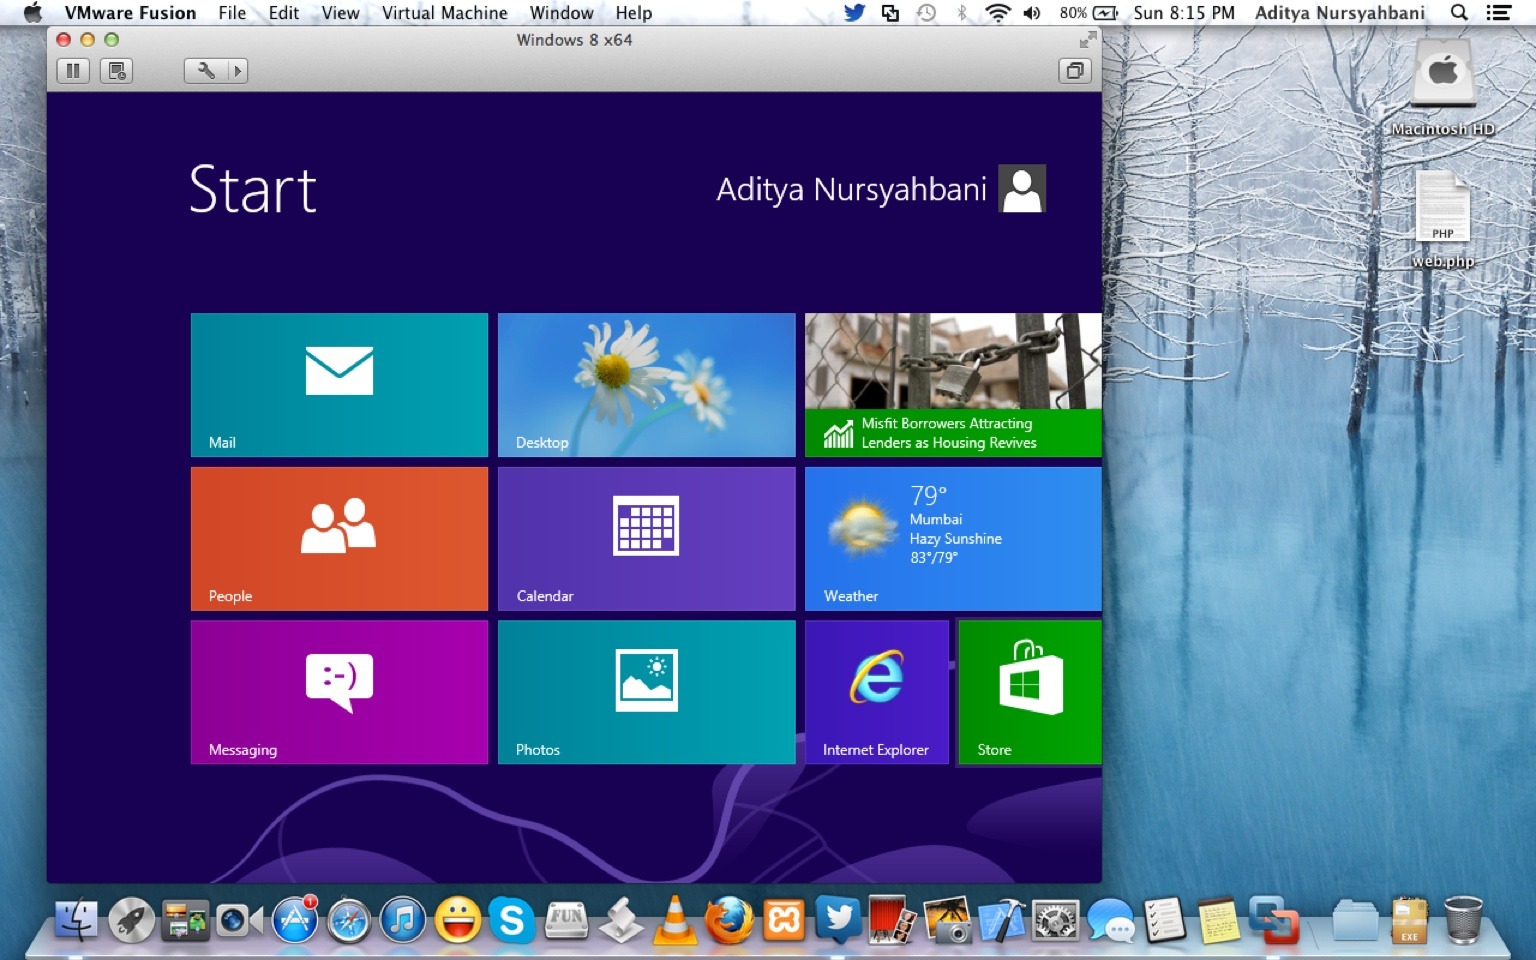 VMware Fusion File Edit View Virtual Machine Window Help 80% Sun 8:15 PM Aditya Nursyahbani
Windows 8 x64
Macintosh HD
PHP
web.php
Start
Aditya Nursyahbani
Mail
Desktop
Misfit Borrowers Attracting
Lenders as Housing Revives
People
Calendar
79°
Mumbai
Hazy Sunshine
83°/79°
Weather
Messaging
:-)
Photos
Internet Explorer
Store
1
S
FUN
EXE